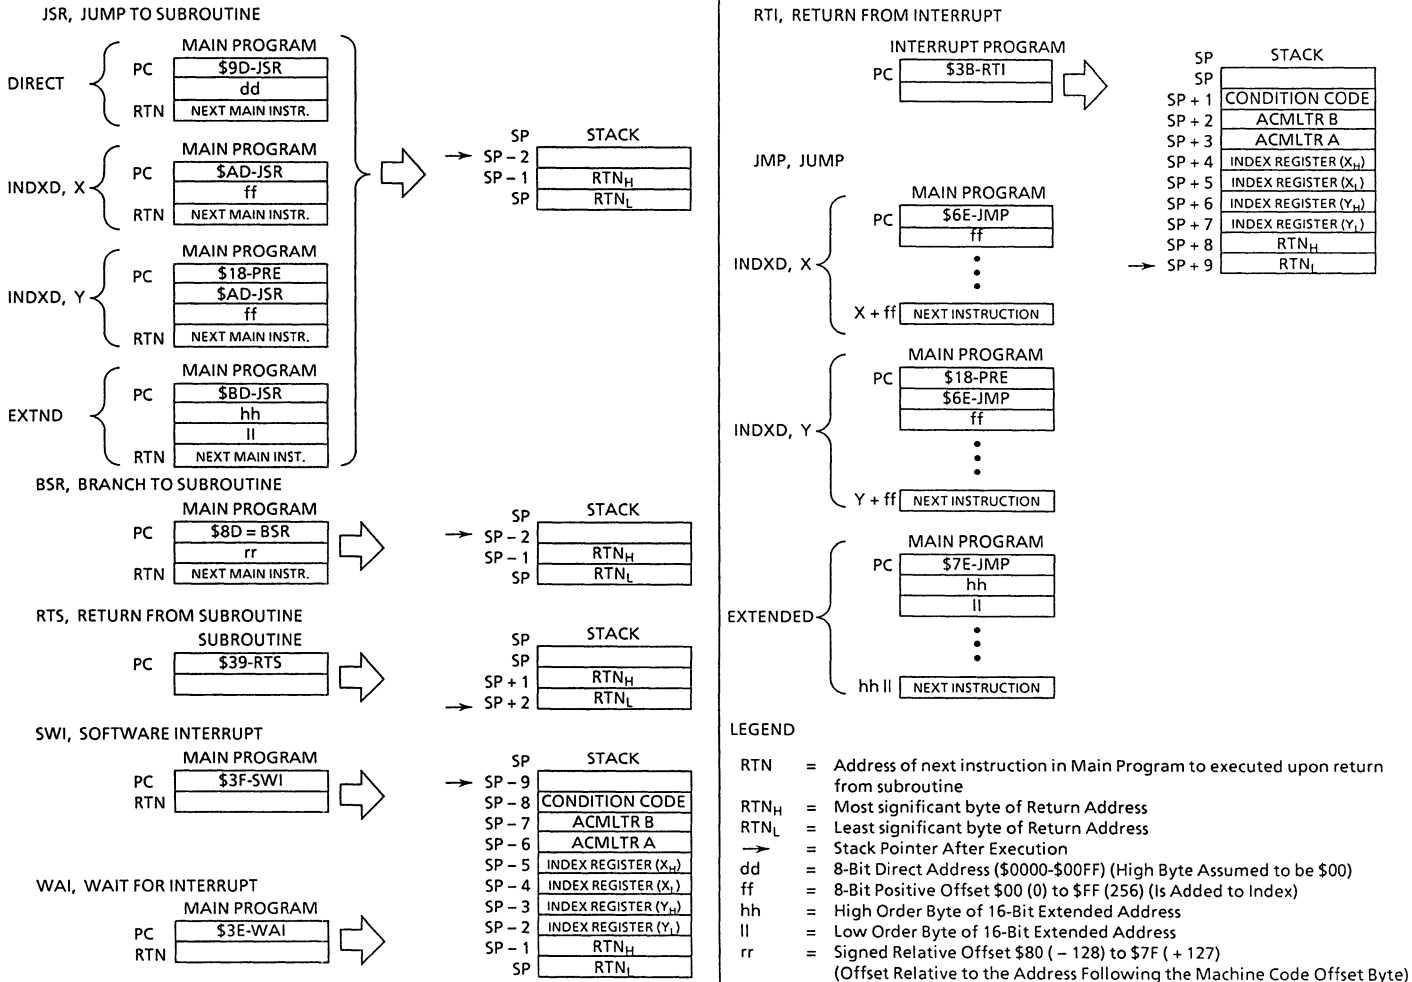 JSR, JUMP TO SUBROUTINE
MAIN PROGRAM
DIRECT
PC $9D-JSR
dd
RTN NEXT MAIN INSTR.
MAIN PROGRAM
INDXD, X
PC $AD-JSR
ff
RTN NEXT MAIN INSTR.
MAIN PROGRAM
INDXD, Y
PC $18-PRE
$AD-JSR
ff
RTN NEXT MAIN INSTR.
MAIN PROGRAM
EXTND
PC $BD-JSR
hh
ll
RTN NEXT MAIN INST.
SP STACK
SP – 2
SP – 1 RTNH
SP RTNL
BSR, BRANCH TO SUBROUTINE
MAIN PROGRAM
PC $8D = BSR
rr
RTN NEXT MAIN INSTR.
SP STACK
SP – 2
SP – 1 RTNH
SP RTNL
RTS, RETURN FROM SUBROUTINE
SUBROUTINE
PC $39-RTS
SP STACK
SP
SP + 1 RTNH
SP + 2 RTNL
SWI, SOFTWARE INTERRUPT
MAIN PROGRAM
PC $3F-SWI
RTN
WAI, WAIT FOR INTERRUPT
MAIN PROGRAM
PC $3E-WAI
RTN
SP STACK
SP – 9
SP – 8 CONDITION CODE
SP – 7 ACMLTR B
SP – 6 ACMLTR A
SP – 5 INDEX REGISTER (XH)
SP – 4 INDEX REGISTER (XL)
SP – 3 INDEX REGISTER (YH)
SP – 2 INDEX REGISTER (YL)
SP – 1 RTNH
SP RTNL
RTI, RETURN FROM INTERRUPT
INTERRUPT PROGRAM
PC $3B-RTI
SP STACK
SP
SP + 1 CONDITION CODE
SP + 2 ACMLTR B
SP + 3 ACMLTR A
SP + 4 INDEX REGISTER (XH)
SP + 5 INDEX REGISTER (XL)
SP + 6 INDEX REGISTER (YH)
SP + 7 INDEX REGISTER (YL)
SP + 8 RTNH
SP + 9 RTNL
JMP, JUMP
MAIN PROGRAM
PC $6E-JMP
ff
INDXD, X
X + ff NEXT INSTRUCTION
MAIN PROGRAM
PC $18-PRE
$6E-JMP
ff
INDXD, Y
Y + ff NEXT INSTRUCTION
MAIN PROGRAM
PC $7E-JMP
hh
ll
EXTENDED
hh ll NEXT INSTRUCTION
LEGEND
RTN = Address of next instruction in Main Program to executed upon return
from subroutine
RTNH = Most significant byte of Return Address
RTNL = Least significant byte of Return Address
→ = Stack Pointer After Execution
dd = 8-Bit Direct Address ($0000-$00FF) (High Byte Assumed to be $00)
ff = 8-Bit Positive Offset $00 (0) to $FF (256) (Is Added to Index)
hh = High Order Byte of 16-Bit Extended Address
ll = Low Order Byte of 16-Bit Extended Address
rr = Signed Relative Offset $80 ( – 128) to $7F ( + 127)
(Offset Relative to the Address Following the Machine Code Offset Byte)